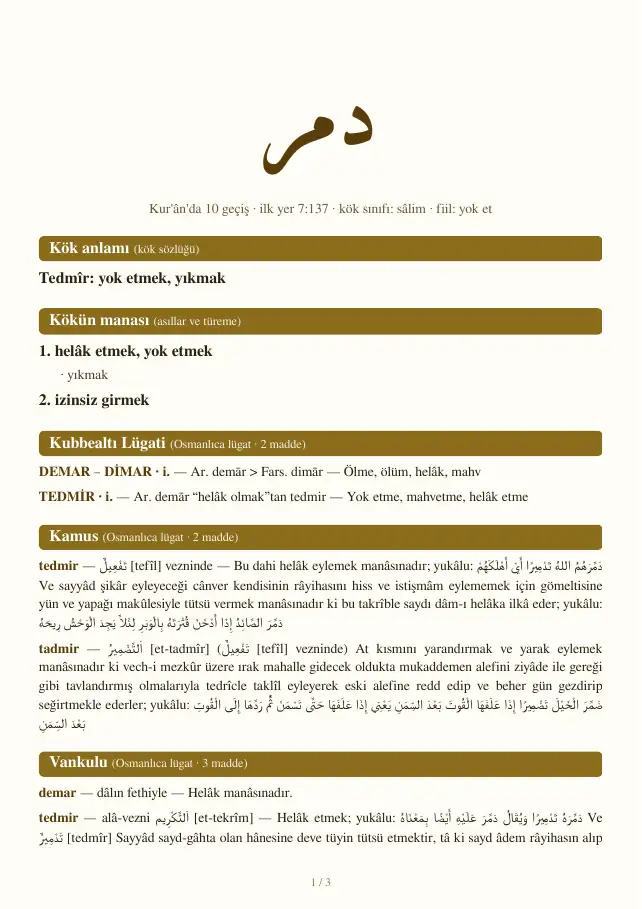 دمر
Kur'ân'da 10 geçiş · ilk yer 7:137 · kök sınıfı: sâlim · fiil: yok et
Kök anlamı (kök sözlüğü)
Tedmîr: yok etmek, yıkmak
Kökün manası (asıllar ve türeme)
1. helâk etmek, yok etmek
· yıkmak
2. izinsiz girmek
Kubbealtı Lügati (Osmanlıca lügat · 2 madde)
DEMAR – DİMAR · i. — Ar. demār > Fars. dimār — Ölme, ölüm, helâk, mahv
TEDMİR · i. — Ar. demār “helâk olmak”tan tedmir — Yok etme, mahvetme, helâk etme
Kamus (Osmanlıca lügat · 2 madde)
tedmir — تَفْعِيلٌ [tefîl] vezninde — Bu dahi helâk eylemek manâsınadır; yukâlu: دَمَّرَهُمُ اللهُ تَدْمِيرًا أَيْ أَهْلَكَهُمْ
Ve sayyâd şikâr eyleyeceği cânver kendisinin râyihasını hiss ve istişmâm eylememek için gömeltisine
yün ve yapağı makûlesiyle tütsü vermek manâsınadır ki bu takrîble saydı dâm-ı helâka ilkâ eder; yukâlu:
دَمَّرَ الصَّائِدُ إِذَا أَدْخَنَ قُتْرَتَهُ بِالْوَبَرِ لِئَلاَّ يَجِدَ الْوَحْشُ رِيحَهُ
tadmir — اَلتَّضْمِيرُ [et-tadmîr] (تَفْعِيلٌ [tefîl] vezninde) At kısmını yarandırmak ve yarak eylemek
manâsınadır ki vech-i mezkûr üzere ırak mahalle gidecek oldukta mukaddemen alefini ziyâde ile gereği
gibi tavlandırmış olmalarıyla tedrîcle taklîl eyleyerek eski alefine redd edip ve beher gün gezdirip
seğirtmekle ederler; yukâlu: ضَمَّرَ الْخَيْلَ تَضْمِيرًا إِذَا عَلَفَهَا الْقُوتَ بَعْدَ السِّمَنِ يَعْنِي إِذَا عَلَفَهَا حَتَّى تَسْمَنَ ثُمَّ رَدَّهَا إِلَى الْقُوتِ
بَعْدَ السِّمَنِ
Vankulu (Osmanlıca lügat · 3 madde)
demar — dâlın fethiyle — Helâk manâsınadır.
tedmir — alâ-vezni اَلتَّكْرِيم [et-tekrîm] — Helâk etmek; yukâlu: دَمَّرَهُ تَدْمِيرًا وَيُقَالُ دَمَّرَ عَلَيْهِ أَيْضًا بِمَعْنَاهُ Ve
تَدْمِيرٌ [tedmîr] Sayyâd sayd-gâhta olan hânesine deve tüyin tütsü etmektir, tâ ki sayd âdem râyihasın alıp
1 / 3